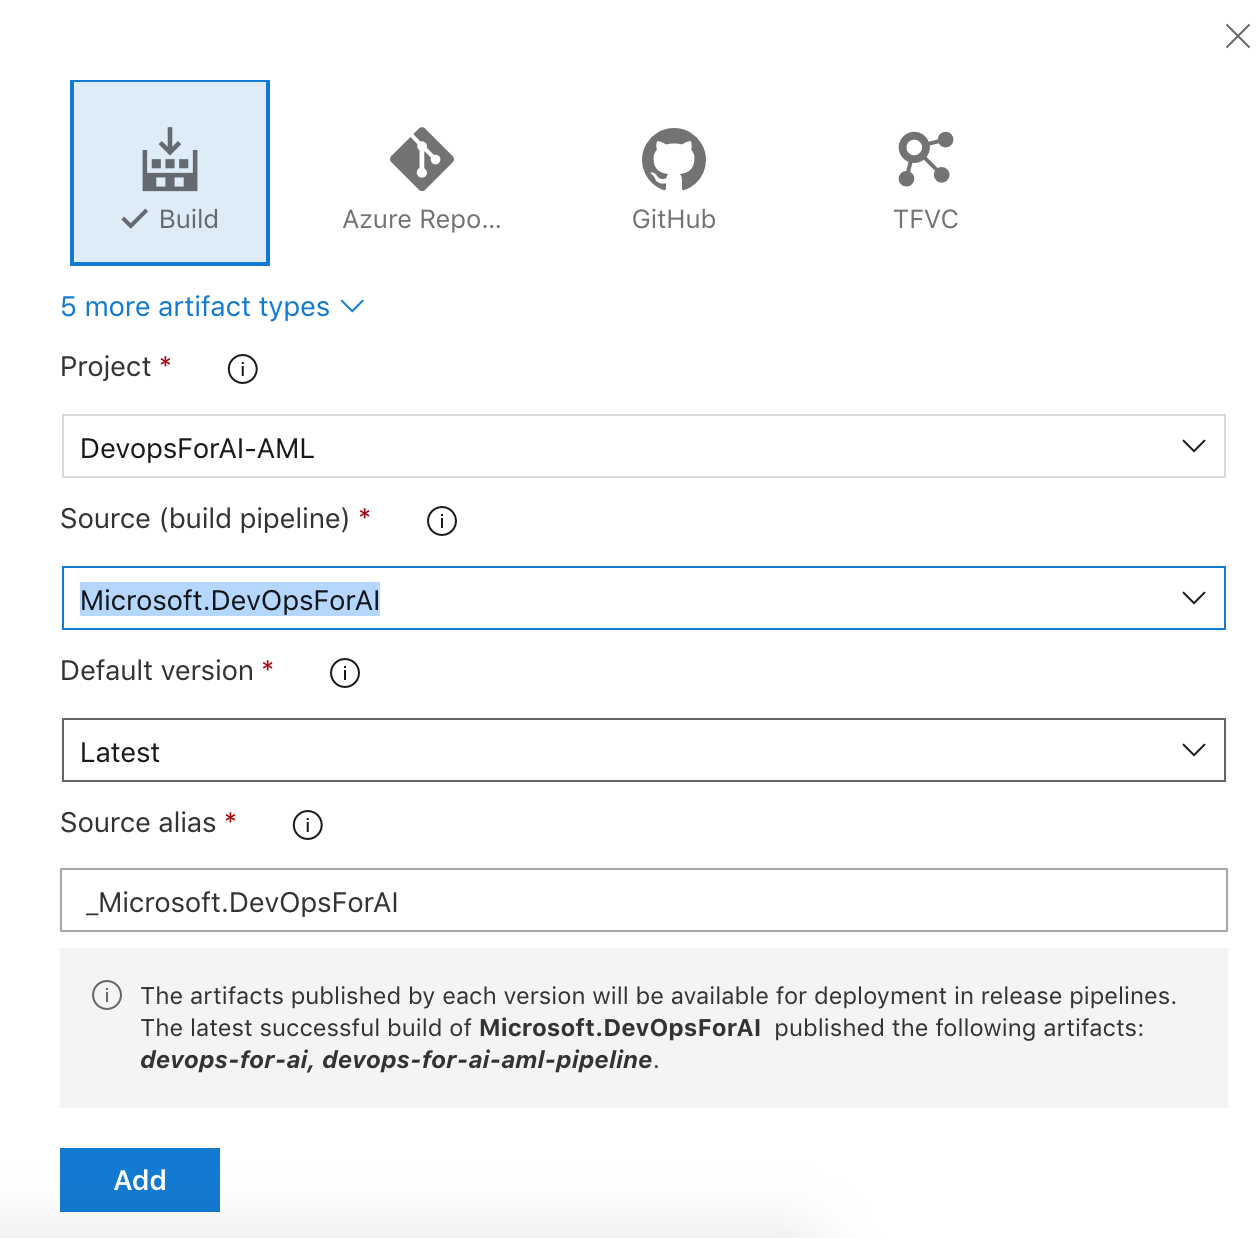 Build
Azure Repo...
GitHub
TFVC
5 more artifact types
Project *
DevopsForAI-AML
Source (build pipeline) *
Microsoft.DevOpsForAI
Default version *
Latest
Source alias *
_Microsoft.DevOpsForAI
The artifacts published by each version will be available for deployment in release pipelines.
The latest successful build of Microsoft.DevOpsForAI published the following artifacts:
devops-for-ai, devops-for-ai-aml-pipeline.
Add